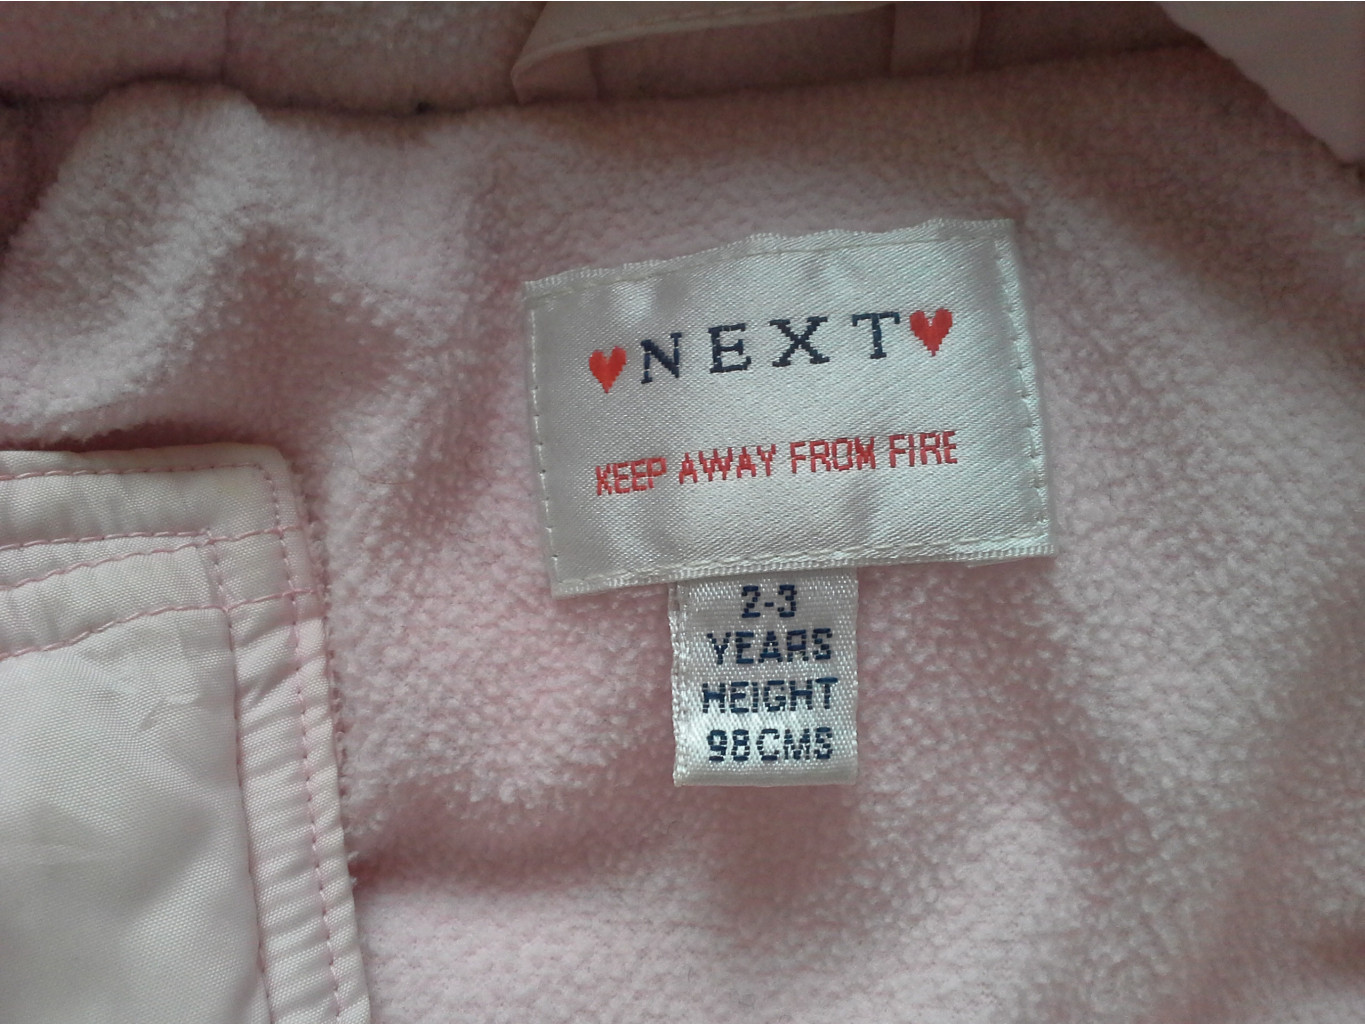 NEXT
KEEP AWAY FROM FIRE
2-3
YEARS
HEIGHT
98CMS